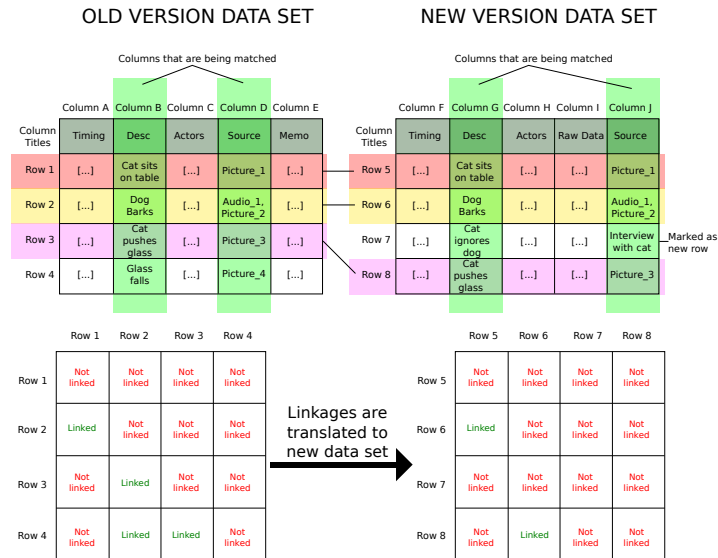 OLD VERSION DATA SET
NEW VERSION DATA SET
Columns that are being matched
Columns that are being matched
Column A Column B Column C Column D Column E
Column F Column G Column H Column I Column J
Column
Titles
Timing Desc Actors Source Memo
Column
Titles
Timing Desc Actors Raw Data Source
Row 1
[...]
Cat sits
on table
[...]
Picture_1
[...]
Row 5
[...]
Cat sits
on table
[...]
[...]
Picture_1
Row 2
[...]
Dog
Barks
[...]
Audio_1,
Picture_2
[...]
Row 6
[...]
Dog
Barks
[...]
[...]
Audio_1,
Picture_2
Row 3
[...]
Cat
pushes
glass
[...]
Picture_3
[...]
Row 7
[...]
Cat
ignores
dog
[...]
[...]
Interview
with cat
Marked as
new row
Row 4
[...]
Glass
falls
[...]
Picture_4
[...]
Row 8
[...]
Cat
pushes
glass
[...]
[...]
Picture_3
Row 1 Row 2 Row 3 Row 4
Row 1
Not
linked
Not
linked
Not
linked
Not
linked
Row 2
Linked
Not
linked
Not
linked
Not
linked
Row 3
Not
linked
Linked
Not
linked
Not
linked
Row 4
Not
linked
Linked
Linked
Not
linked
Linkages are
translated to
new data set
Row 5 Row 6 Row 7 Row 8
Row 5
Not
linked
Not
linked
Not
linked
Not
linked
Row 6
Linked
Not
linked
Not
linked
Not
linked
Row 7
Not
linked
Not
linked
Not
linked
Not
linked
Row 8
Not
linked
Linked
Not
linked
Not
linked